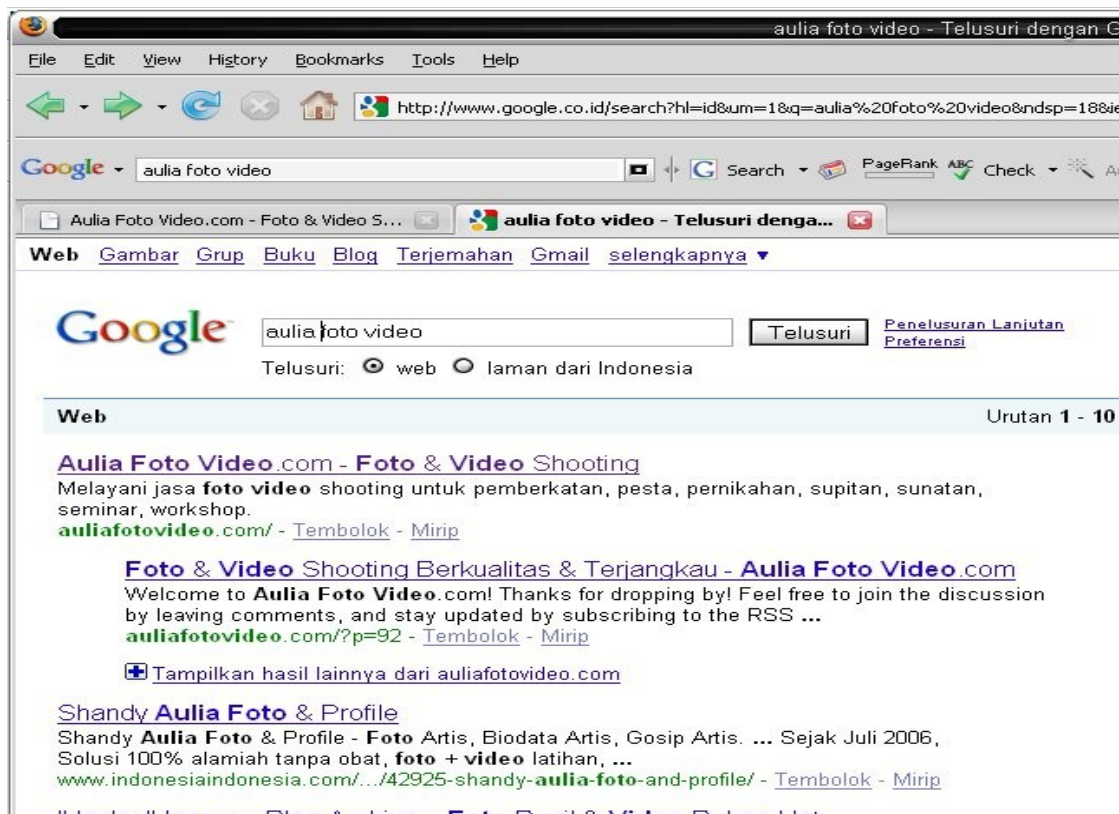 aulia foto video - Telusuri dengan G
File Edit View History Bookmarks Tools Help
http://www.google.co.id/search?hl=id&um=1&q=aulia%20foto%20video&ndsp=18&ie
Google aulia foto video G Search PageRank ABC Check
Aulia Foto Video.com - Foto & Video S... aulia foto video - Telusuri denga...
Web Gambar Grup Buku Blog Terjemahan Gmail selengkapnya ▼
Google aulia foto video Telusuri Penelusuran Lanjutan
Preferensi
Telusuri: web laman dari Indonesia
Web Urutan 1 - 10
Aulia Foto Video.com - Foto & Video Shooting
Melayani jasa foto video shooting untuk pemberkatan, pesta, pernikahan, supitan, sunatan,
seminar, workshop.
auliafotovideo.com/ - Tembolok - Mirip
Foto & Video Shooting Berkualitas & Terjangkau - Aulia Foto Video.com
Welcome to Aulia Foto Video.com! Thanks for dropping by! Feel free to join the discussion
by leaving comments, and stay updated by subscribing to the RSS ...
auliafotovideo.com/?p=92 - Tembolok - Mirip
Tampilkan hasil lainnya dari auliafotovideo.com
Shandy Aulia Foto & Profile
Shandy Aulia Foto & Profile - Foto Artis, Biodata Artis, Gosip Artis. ... Sejak Juli 2006,
Solusi 100% alamiah tanpa obat, foto + video latihan, ...
www.indonesiaindonesia.com/.../42925-shandy-aulia-foto-and-profile/ - Tembolok - Mirip